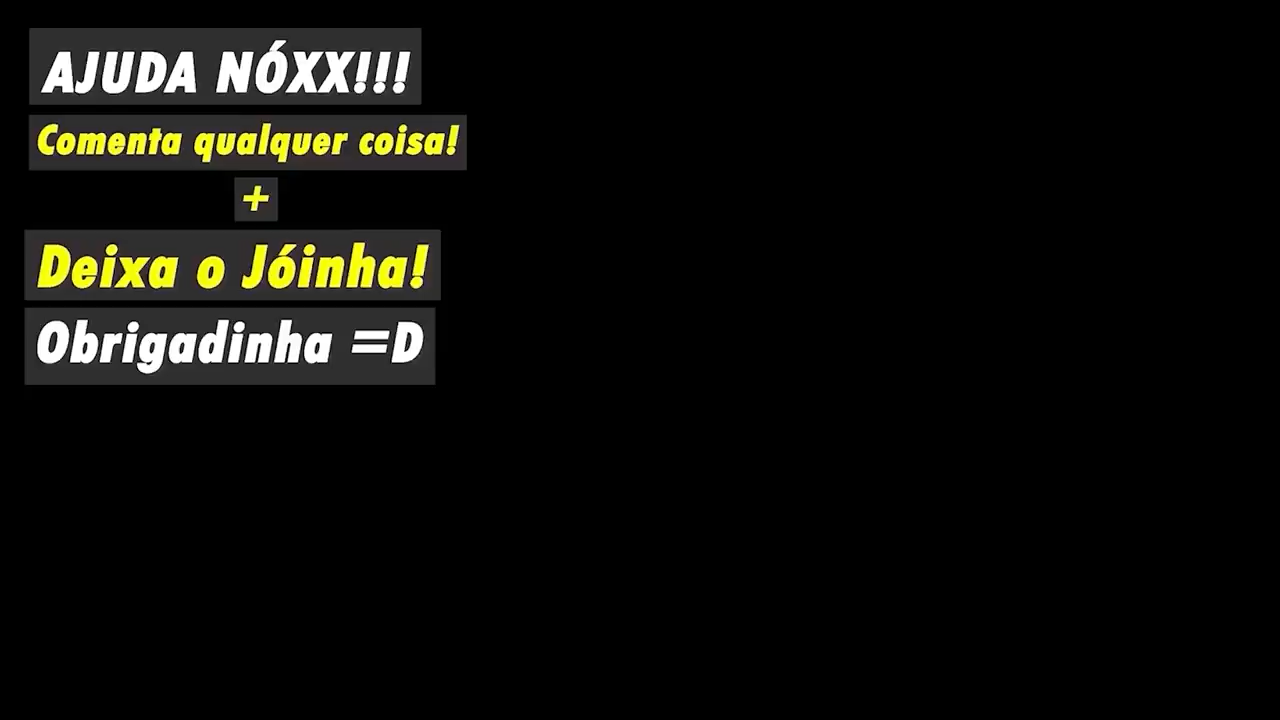 AJUDA NÓXX!!!
Comenta qualquer coisa!
+
Deixa o Jóinha!
Obrigadinha =D